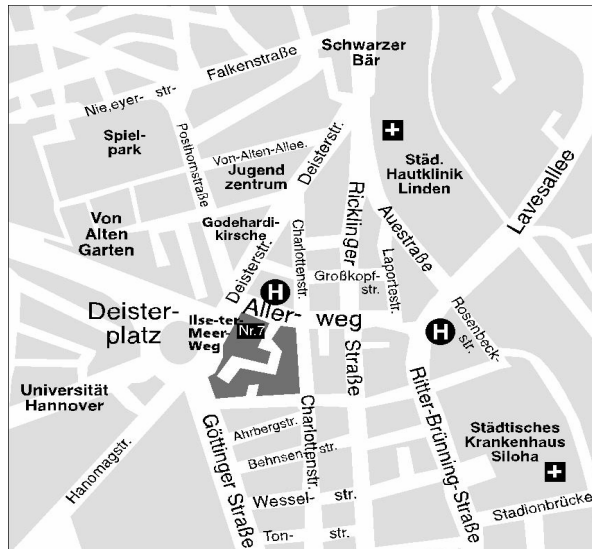 Schwarzer
Bär
Falkenstraße
Nie,eyer- str-
Spiel-
park
Posthornstraße
Von-Alten-Allee.
Jugend
zentrum
Deisterstr.
Städ.
Hautklinik
Linden
Lavesallee
Ricklinger
Auestraße
Von
Alten
Garten
Godehardi-
kirsche
Deisterstr.
Charlottenstr.
Großkopf-
str.
Laportestr.
Rosenbeck-
str.
H
Deister-
platz
Ilse-ter-
Meer-
Weg
Nr.7
Aller- weg
H
Straße
Universität
Hannover
Hanomagstr.
Göttinger Straße
Charlottenstr.
Ritter-Brünning-Straße
Ahrbergstr.
Behnsen- str.
Wessel- str.
Ton- str.
Städtisches
Krankenhaus
Siloha
Stadionbrücke